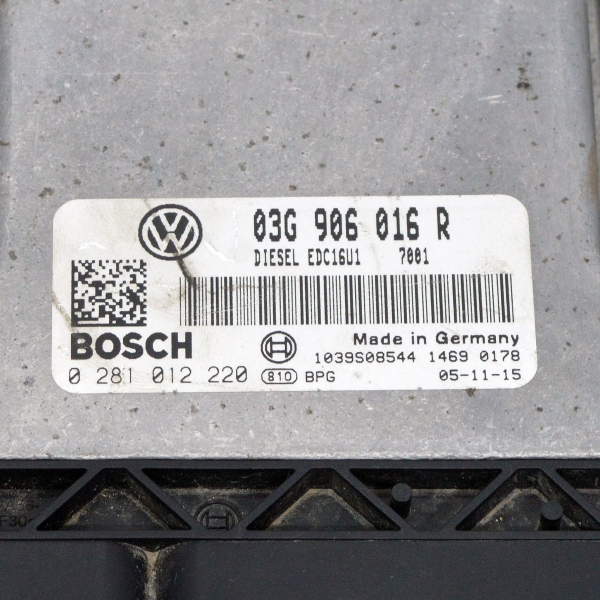 03G 906 016 R
DIESEL EDC16U1 7001
BOSCH
Made in Germany
1039S08544 1469 0178
0 281 012 220 810 BPG 05-11-15
F30